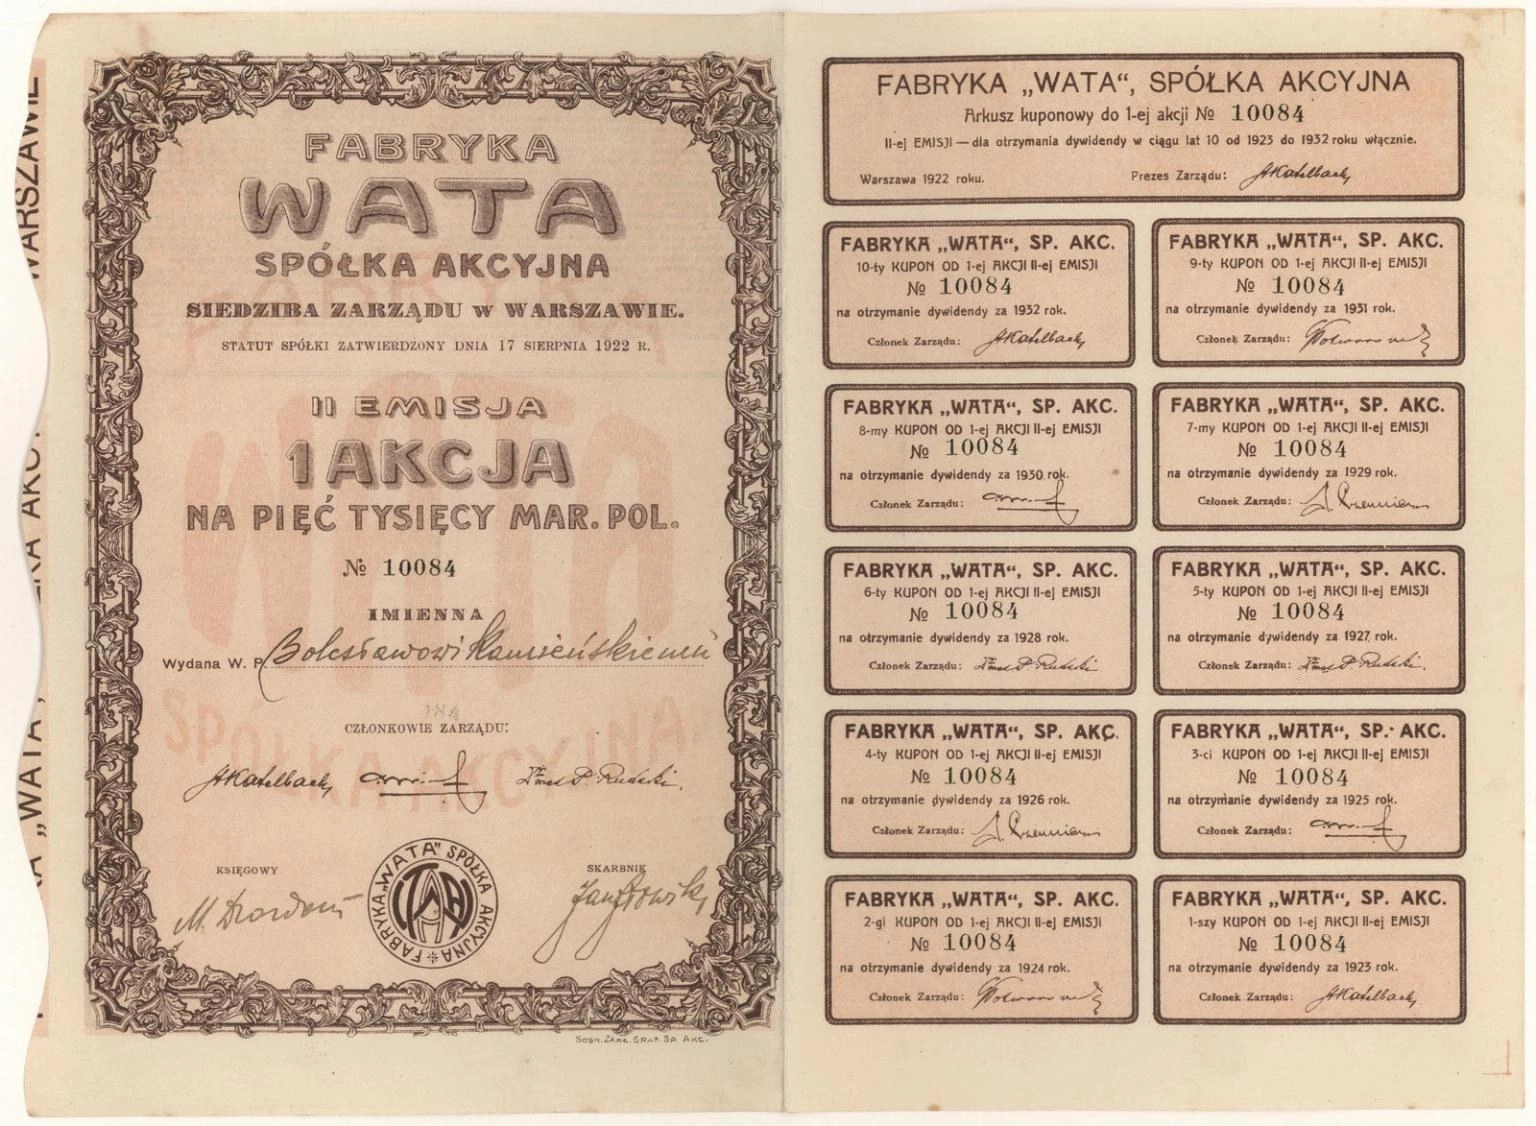 FABRYKA
WATA
SPÓŁKA AKCYJNA
SIEDZIBA ZARZĄDU w WARSZAWIE.
STATUT SPÓŁKI ZATWIERDZONY DNIA 17 SIERPNIA 1922 R.
II EMISJA
1 AKCJA
NA PIĘĆ TYSIĘCY MAR. POL.
№ 10084
IMIENNA
Wydana W. P. Bolesławowi Kamieńskiemu
CZŁONKOWIE ZARZĄDU:
AKatelbach
KSIĘGOWY
SKARBNIK
FABRYKA „WATA" SPÓŁKA AKCYJNA
WATA
SOSN. ZAKŁ. GRAF. SP. AKC.
FABRYKA „WATA“, SPÓŁKA AKCYJNA
Arkusz kuponowy do 1-ej akcji № 10084
II-ej EMISJI — dla otrzymania dywidendy w ciągu lat 10 od 1923 do 1932 roku włącznie.
Warszawa 1922 roku. Prezes Zarządu: AKatelbach
FABRYKA „WATA“, SP. AKC.
10-ty KUPON OD 1-ej AKCJI II-ej EMISJI
№ 10084
na otrzymanie dywidendy za 1932 rok.
Członek Zarządu: AKatelbach
FABRYKA „WATA“, SP. AKC.
9-ty KUPON OD 1-ej AKCJI II-ej EMISJI
№ 10084
na otrzymanie dywidendy za 1931 rok.
Członek Zarządu:
FABRYKA „WATA“, SP. AKC.
8-my KUPON OD 1-ej AKCJI II-ej EMISJI
№ 10084
na otrzymanie dywidendy za 1930 rok.
Członek Zarządu:
FABRYKA „WATA“, SP. AKC.
7-my KUPON OD 1-ej AKCJI II-ej EMISJI
№ 10084
na otrzymanie dywidendy za 1929 rok.
Członek Zarządu:
FABRYKA „WATA“, SP. AKC.
6-ty KUPON OD 1-ej AKCJI II-ej EMISJI
№ 10084
na otrzymanie dywidendy za 1928 rok.
Członek Zarządu:
FABRYKA „WATA“, SP. AKC.
5-ty KUPON OD 1-ej AKCJI II-ej EMISJI
№ 10084
na otrzymanie dywidendy za 1927 rok.
Członek Zarządu:
FABRYKA „WATA“, SP. AKC.
4-ty KUPON OD 1-ej AKCJI II-ej EMISJI
№ 10084
na otrzymanie dywidendy za 1926 rok.
Członek Zarządu:
FABRYKA „WATA“, SP. AKC.
3-ci KUPON OD 1-ej AKCJI II-ej EMISJI
№ 10084
na otrzymanie dywidendy za 1925 rok.
Członek Zarządu:
FABRYKA „WATA“, SP. AKC.
2-gi KUPON OD 1-ej AKCJI II-ej EMISJI
№ 10084
na otrzymanie dywidendy za 1924 rok.
Członek Zarządu:
FABRYKA „WATA“, SP. AKC.
1-szy KUPON OD 1-ej AKCJI II-ej EMISJI
№ 10084
na otrzymanie dywidendy za 1923 rok.
Członek Zarządu: AKatelbach